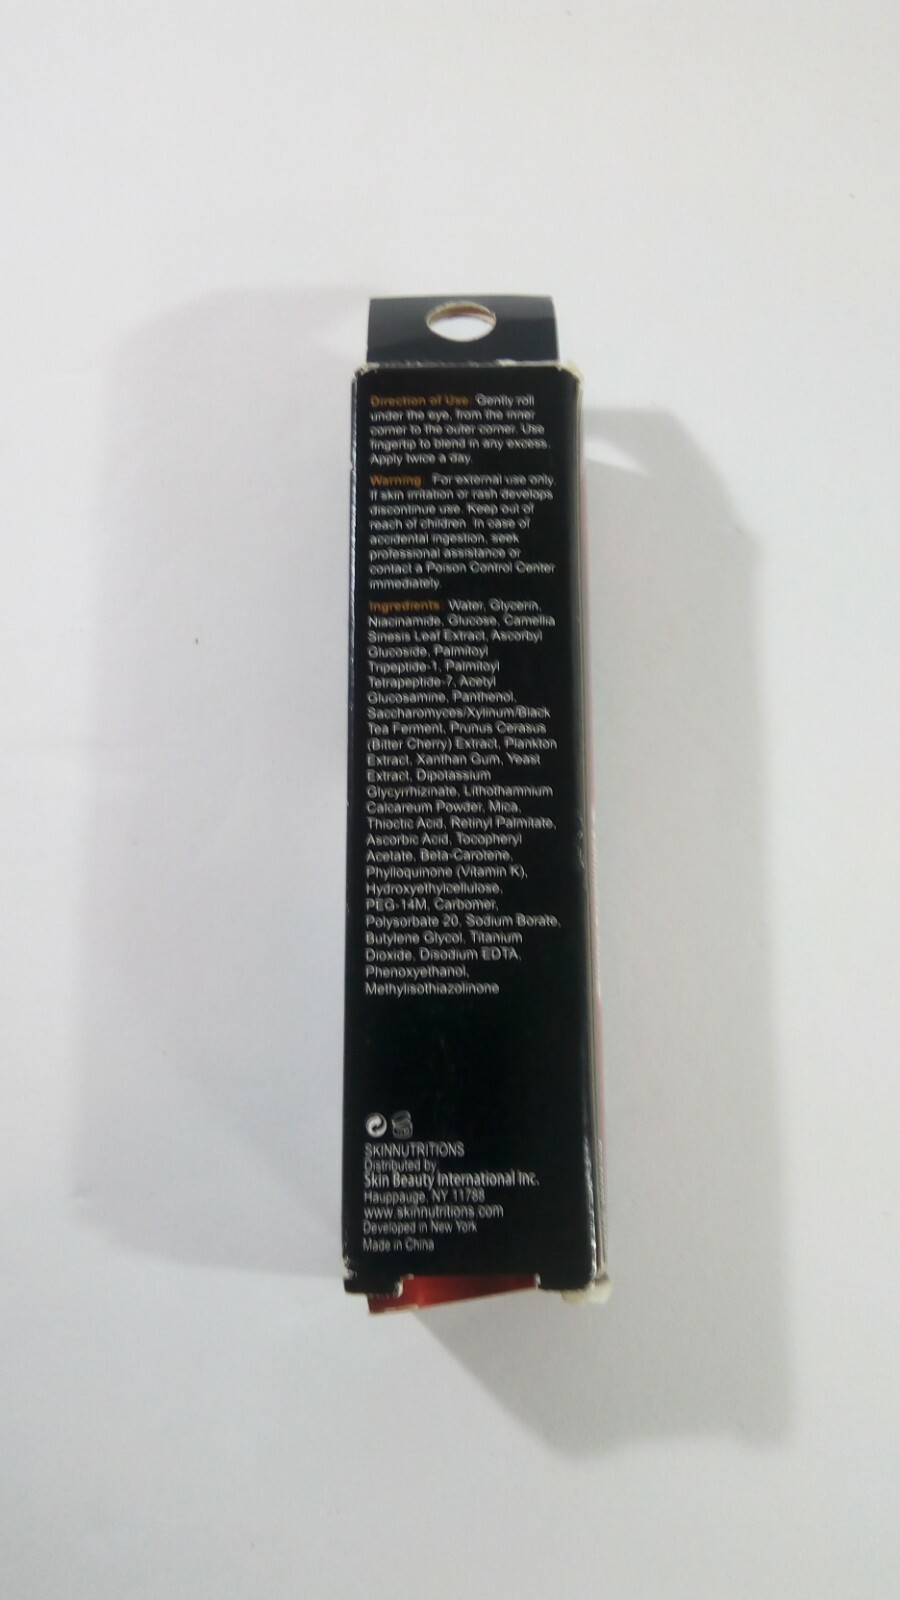 Direction of Use Gently roll
under the eye, from the inner
corner to the outer corner. Use
fingertip to blend in any excess.
Apply twice a day.
Warning For external use only.
If skin irritation or rash develops
discontinue use. Keep out of
reach of children. In case of
accidental ingestion, seek
professional assistance or
contact a Poison Control Center
immediately.
Ingredients Water, Glycerin,
Niacinamide, Glucose, Camellia
Sinesis Leaf Extract, Ascorbyl
Glucoside, Palmitoyl
Tripeptide-1, Palmitoyl
Tetrapeptide-7, Acetyl
Glucosamine, Panthenol,
Saccharomyces/Xylinum/Black
Tea Ferment, Prunus Cerasus
(Bitter Cherry) Extract, Plankton
Extract, Xanthan Gum, Yeast
Extract, Dipotassium
Glycyrrhizinate, Lithothamnium
Calcareum Powder, Mica,
Thioctic Acid, Retinyl Palmitate,
Ascorbic Acid, Tocopheryl
Acetate, Beta-Carotene,
Phylloquinone (Vitamin K),
Hydroxyethylcellulose,
PEG-14M, Carbomer,
Polysorbate 20, Sodium Borate,
Butylene Glycol, Titanium
Dioxide, Disodium EDTA,
Phenoxyethanol,
Methylisothiazolinone
SKINNUTRITIONS
Distributed by
Skin Beauty International Inc.
Hauppauge, NY 11788
www.skinnutritions.com
Developed in New York
Made in China